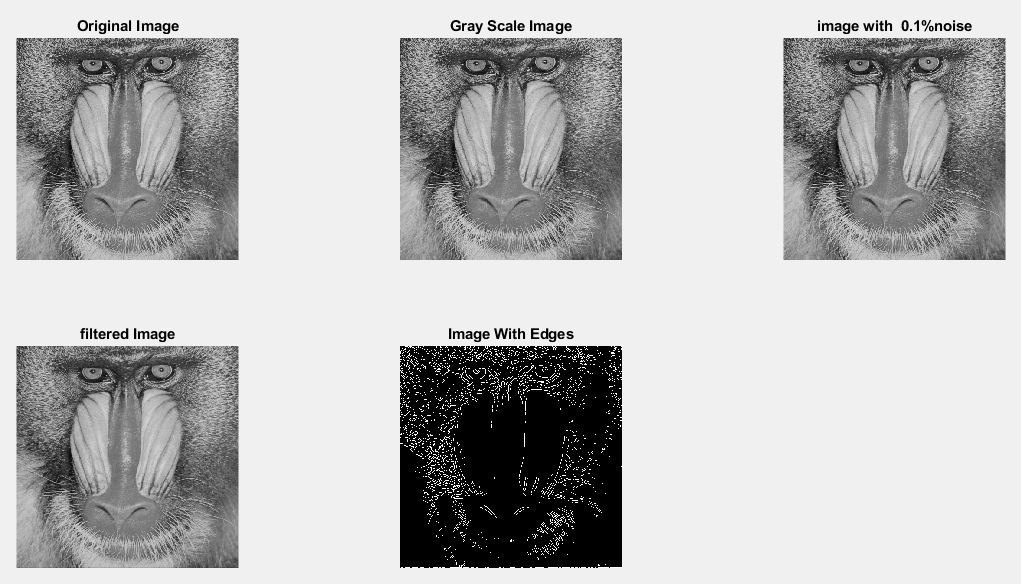 Original Image
Gray Scale Image
image with  0.1%noise
filtered Image
Image With Edges